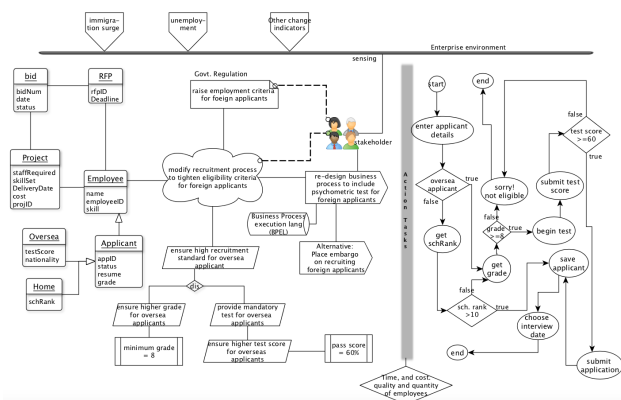 immigra-
tion surge
unemploy-
ment
Other change
indicators
Enterprise environment
sensing
bid
bidNum
date
status
RFP
rfpID
Deadline
Project
staffRequired
skillSet
DeliveryDate
cost
projID
Employee
name
employeeID
skill
Oversea
testScore
nationality
Home
schRank
Applicant
appID
status
resume
grade
Govt. Regulation
raise employment criteria
for foreign applicants
stakeholder
modify recruitment process
to tighten eligibility criteria
for foreign applicants
re-design business
process to include
psychometric test for
foreign applicants
Business Process
execution lang
(BPEL)
Alternative:
Place embargo
on recruiting
foreign applicants
ensure high recruitment
standard for oversea
applicant
dis
ensure higher grade
for oversea
applicants
provide mandatory
test for oversea
applicants
minimum grade
= 8
ensure higher test score
for overseas
applicants
pass score
= 60%
Action Tasks
Time, and cost,
quality and quantity
of employees
start
enter applicant
details
oversea
applicant
true
false
get
schRank
sch. rank
>10
true
false
get
grade
grade
>=8
false
true
sorry!
not eligible
end
begin test
submit test
score
test score
>=60
false
true
save
applicant
choose
interview
date
end
submit
application